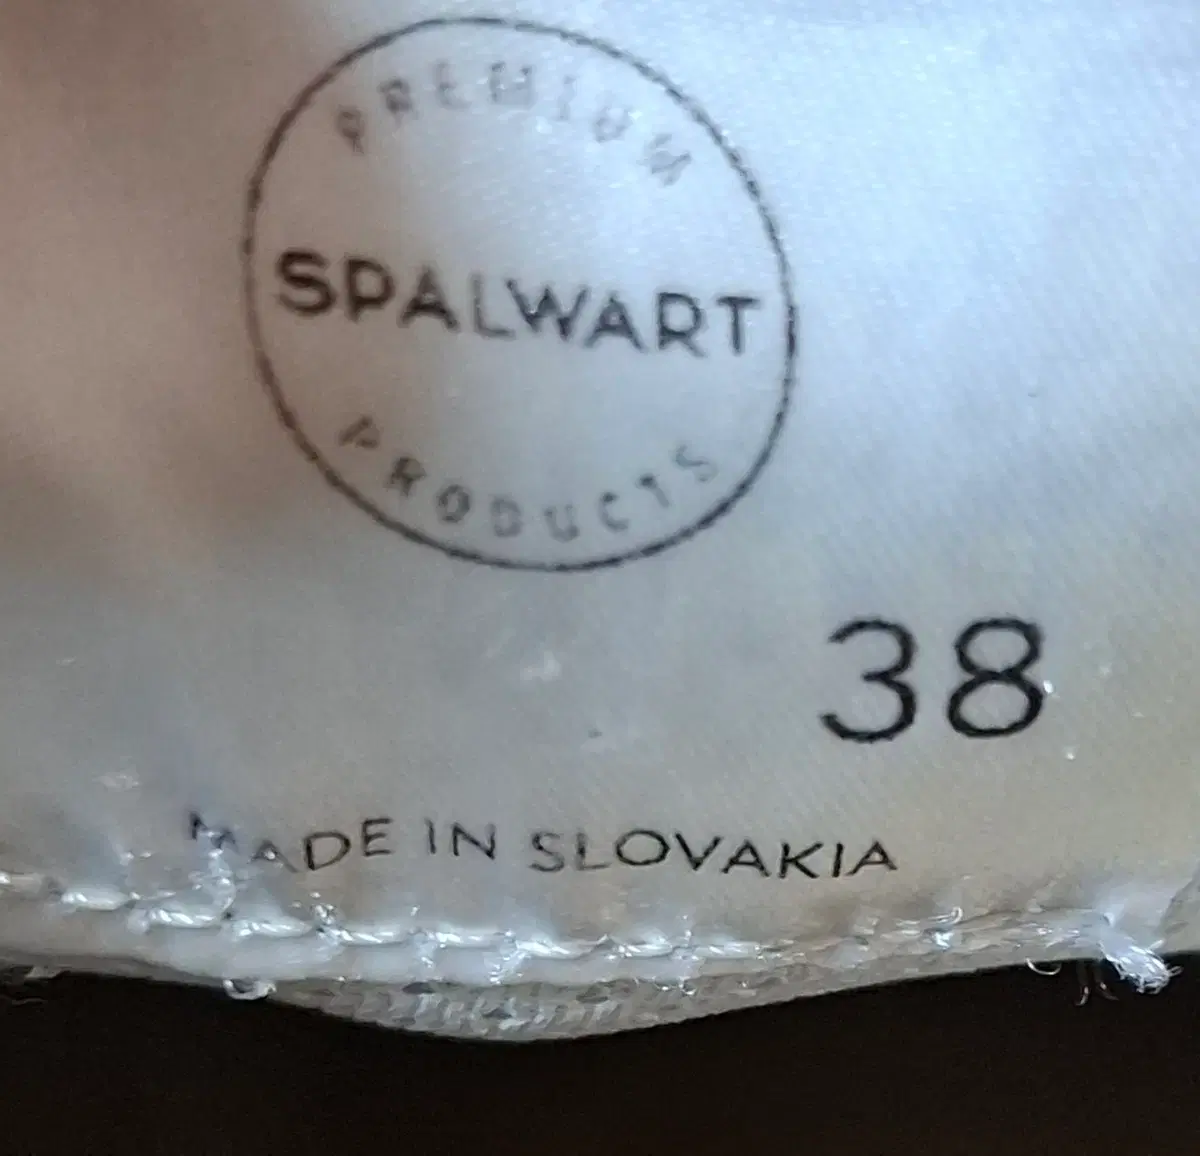 PREMIUM
SPALWART
PRODUCTS
38
MADE IN SLOVAKIA